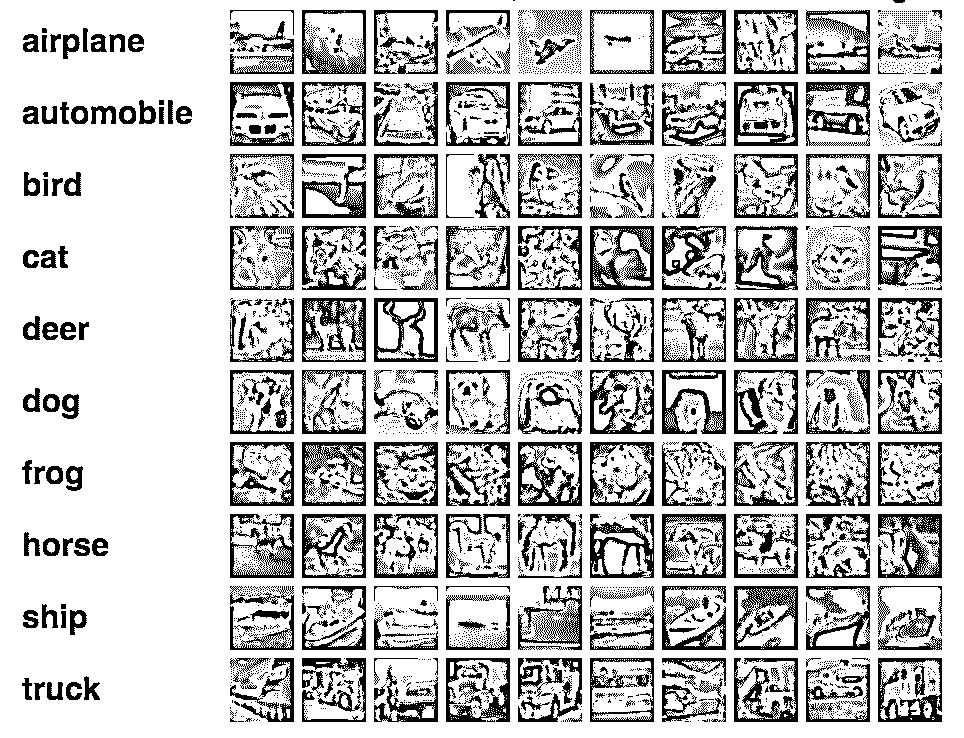 airplane
automobile
bird
cat
deer
dog
frog
horse
ship
truck